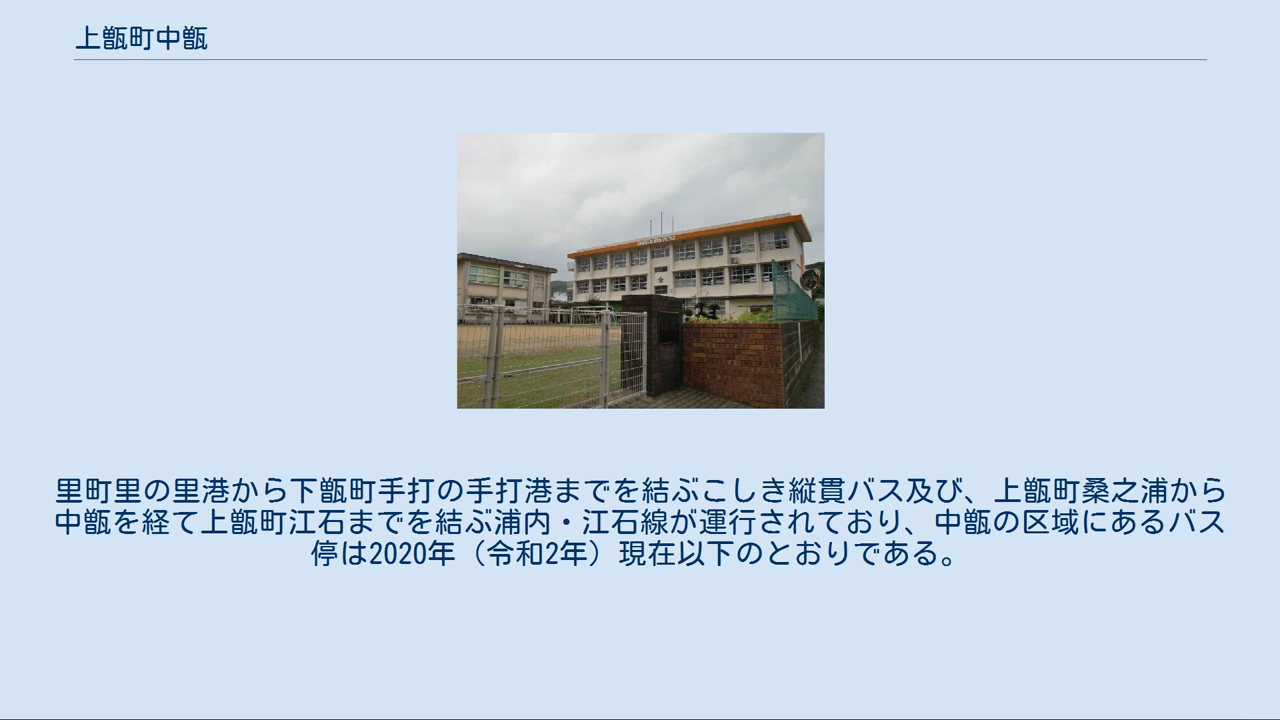 上甑町中甑
里町里の里港から下甑町手打の手打港までを結ぶこしき縦貫バス及び、上甑町桑之浦から
中甑を経て上甑町江石までを結ぶ浦内・江石線が運行されており、中甑の区域にあるバス
停は2020年（令和2年）現在以下のとおりである。